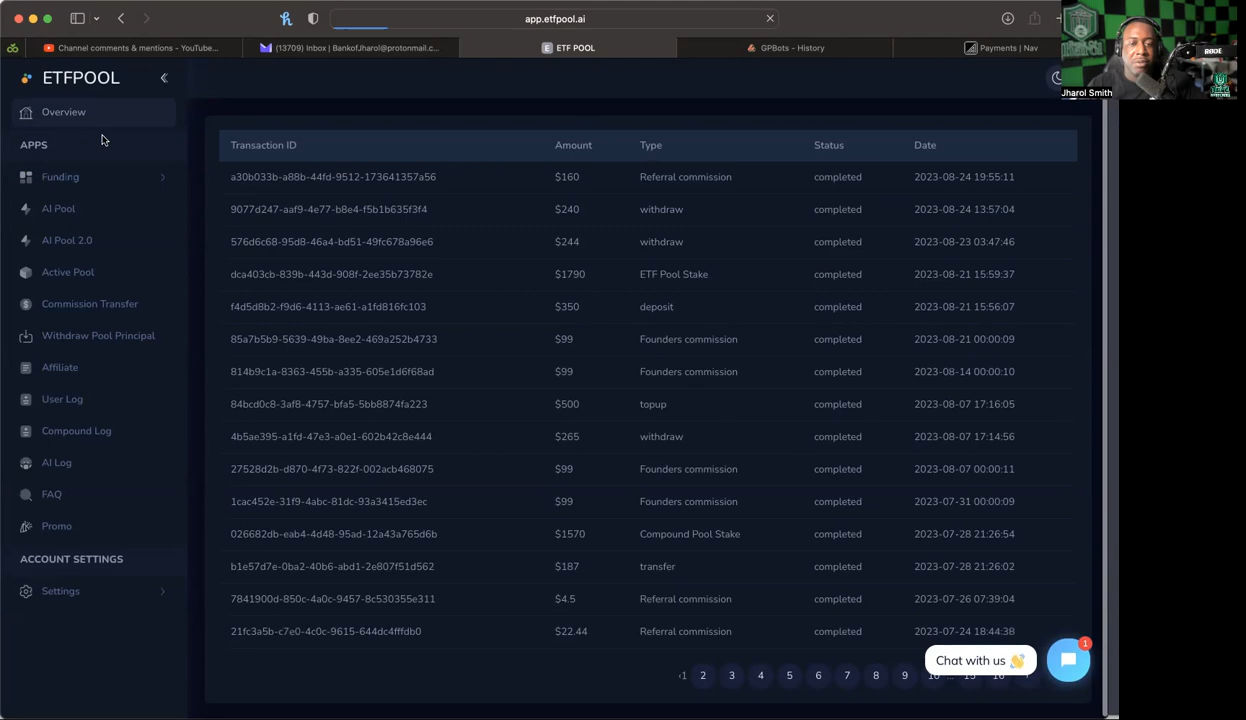 app.etfpool.ai
Channel comments & mentions - YouTube...
(13709) Inbox | BankofJharol@protonmail.c...
E ETF POOL
GPBots - History
Payments | Nav
RØDE
Jharol Smith
ETFPOOL
Overview
APPS
Funding
AI Pool
AI Pool 2.0
Active Pool
Commission Transfer
Withdraw Pool Principal
Affiliate
User Log
Compound Log
AI Log
FAQ
Promo
ACCOUNT SETTINGS
Settings
Transaction ID Amount Type Status Date
a30b033b-a88b-44fd-9512-173641357a56 $160 Referral commission completed 2023-08-24 19:55:11
9077d247-aaf9-4e77-b8e4-f5b1b635f3f4 $240 withdraw completed 2023-08-24 13:57:04
576d6c68-95d8-46a4-bd51-49fc678a96e6 $244 withdraw completed 2023-08-23 03:47:46
dca403cb-839b-443d-908f-2ee35b73782e $1790 ETF Pool Stake completed 2023-08-21 15:59:37
f4d5d8b2-f9d6-4113-ae61-a1fd816fc103 $350 deposit completed 2023-08-21 15:56:07
85a7b5b9-5639-49ba-8ee2-469a252b4733 $99 Founders commission completed 2023-08-21 00:00:09
814b9c1a-8363-455b-a335-605e1d6f68ad $99 Founders commission completed 2023-08-14 00:00:10
84bcd0c8-3af8-4757-bfa5-5bb8874fa223 $500 topup completed 2023-08-07 17:16:05
4b5ae395-a1fd-47e3-a0e1-602b42c8e444 $265 withdraw completed 2023-08-07 17:14:56
27528d2b-d870-4f73-822f-002acb468075 $99 Founders commission completed 2023-08-07 00:00:11
1cac452e-31f9-4abc-81dc-93a3415ed3ec $99 Founders commission completed 2023-07-31 00:00:09
026682db-eab4-4d48-95ad-12a43a765d6b $1570 Compound Pool Stake completed 2023-07-28 21:26:54
b1e57d7e-0ba2-40b6-abd1-2e807f51d562 $187 transfer completed 2023-07-28 21:26:02
7841900d-850c-4a0c-9457-8c530355e311 $4.5 Referral commission completed 2023-07-26 07:39:04
21fc3a5b-c7e0-4c0c-9615-644dc4fffdb0 $22.44 Referral commission completed 2023-07-24 18:44:38
‹1 2 3 4 5 6 7 8 9
Chat with us 👋
1